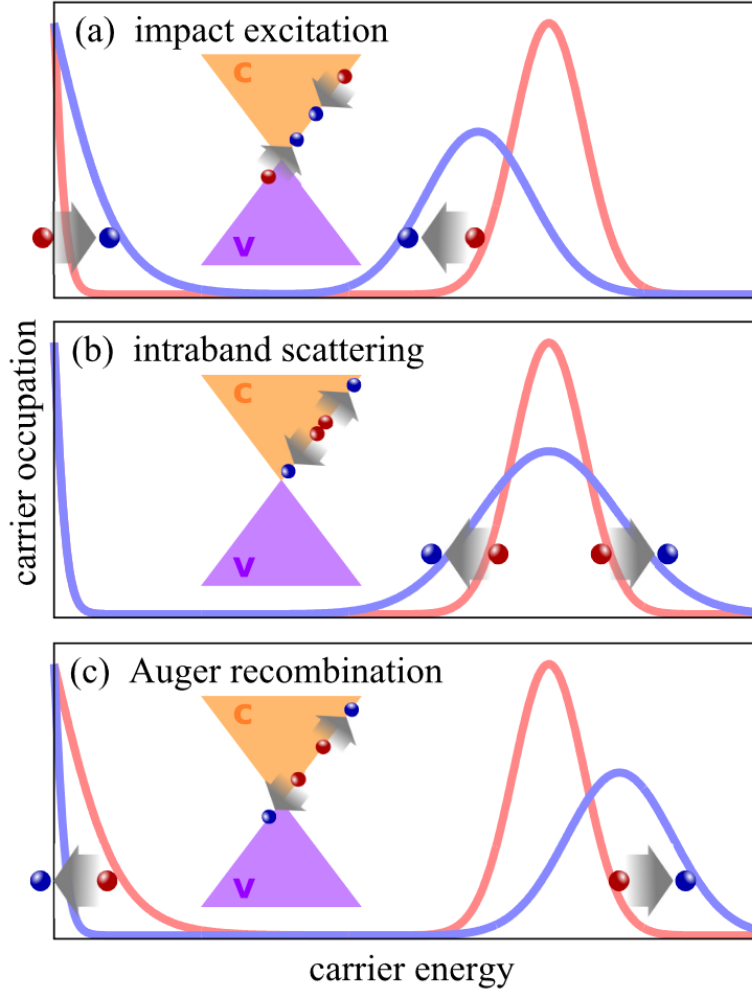 (a) impact excitation
C
V
(b) intraband scattering
C
V
(c) Auger recombination
C
V
carrier occupation
carrier energy